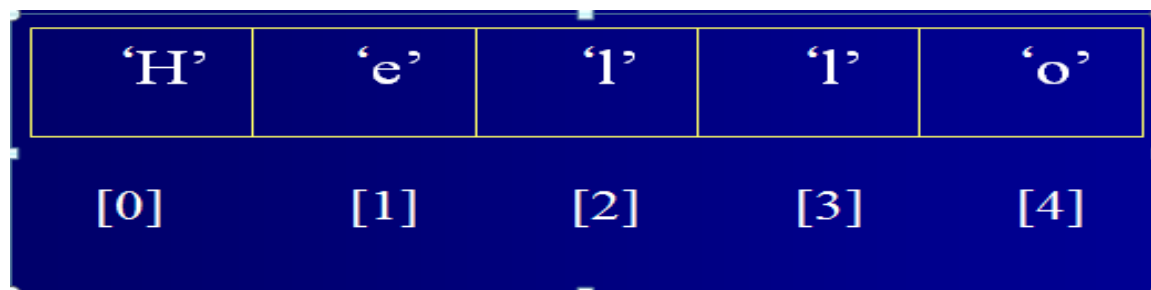 ‘H’ ‘e’ ‘l’ ‘l’ ‘o’
[0] [1] [2] [3] [4]